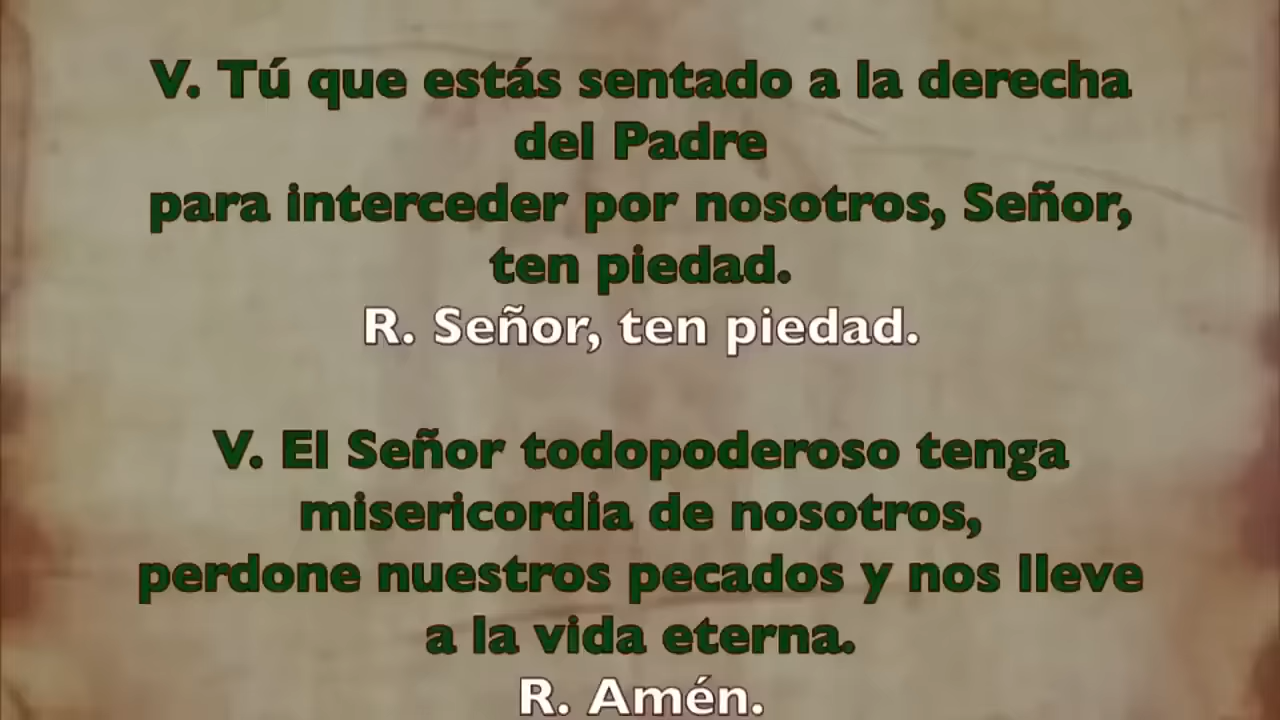 V. Tú que estás sentado a la derecha
del Padre
para interceder por nosotros, Señor,
ten piedad.
R. Señor, ten piedad.
V. El Señor todopoderoso tenga
misericordia de nosotros,
perdone nuestros pecados y nos lleve
a la vida eterna.
R. Amén.